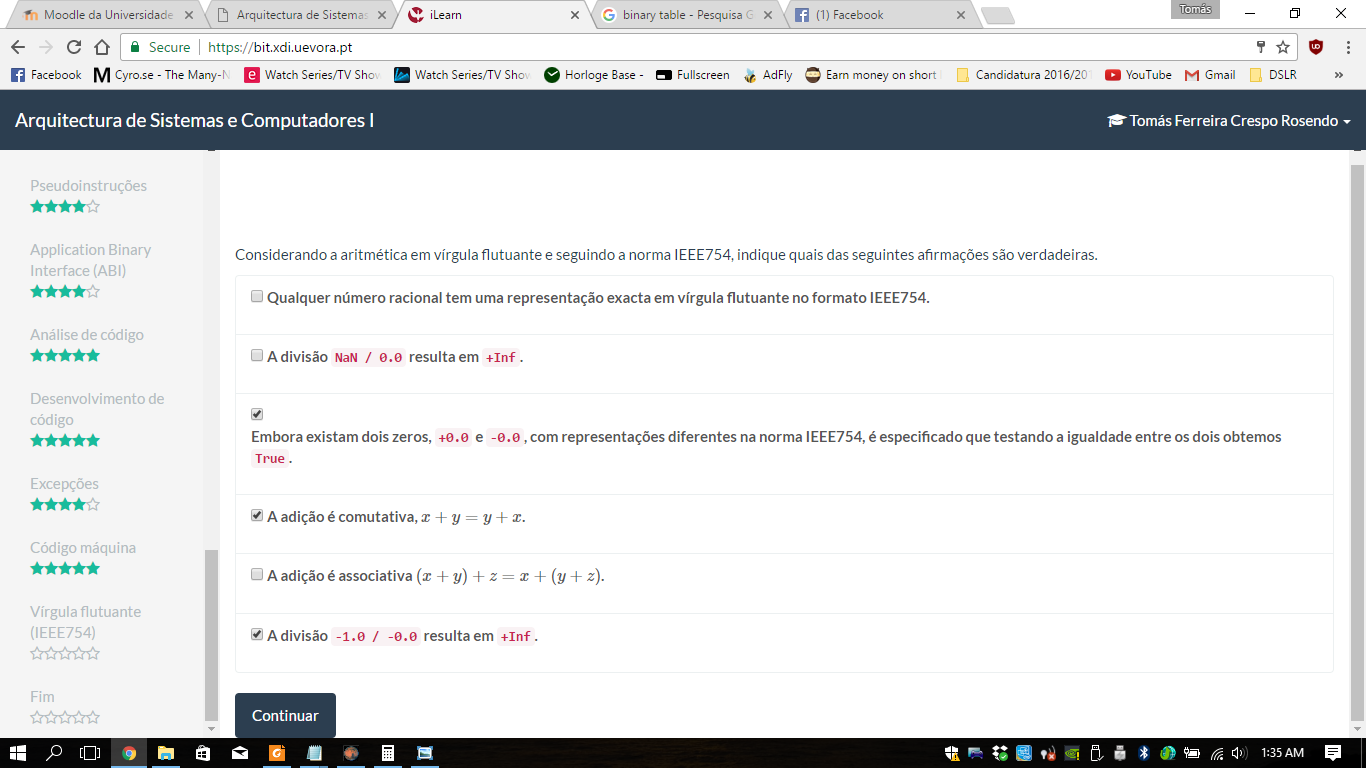 Tomás
Moodle da Universidade
Arquitectura de Sistemas
iLearn
binary table - Pesquisa G
(1) Facebook
Secure
https://bit.xdi.uevora.pt
Facebook
Cyro.se - The Many-N
Watch Series/TV Show
Watch Series/TV Show
Horloge Base -
Fullscreen
AdFly
Earn money on short
Candidatura 2016/20
YouTube
Gmail
DSLR
»
Arquitectura de Sistemas e Computadores I
Tomás Ferreira Crespo Rosendo
Pseudoinstruções
Application Binary
Interface (ABI)
Análise de código
Desenvolvimento de
código
Excepções
Código máquina
Vírgula flutuante
(IEEE754)
Fim
Considerando a aritmética em vírgula flutuante e seguindo a norma IEEE754, indique quais das seguintes afirmações são verdadeiras.
Qualquer número racional tem uma representação exacta em vírgula flutuante no formato IEEE754.
A divisão NaN / 0.0 resulta em +Inf.
Embora existam dois zeros, +0.0 e -0.0, com representações diferentes na norma IEEE754, é especificado que testando a igualdade entre os dois obtemos
True.
A adição é comutativa, x + y = y + x.
A adição é associativa (x + y) + z = x + (y + z).
A divisão -1.0 / -0.0 resulta em +Inf.
Continuar
1:35 AM